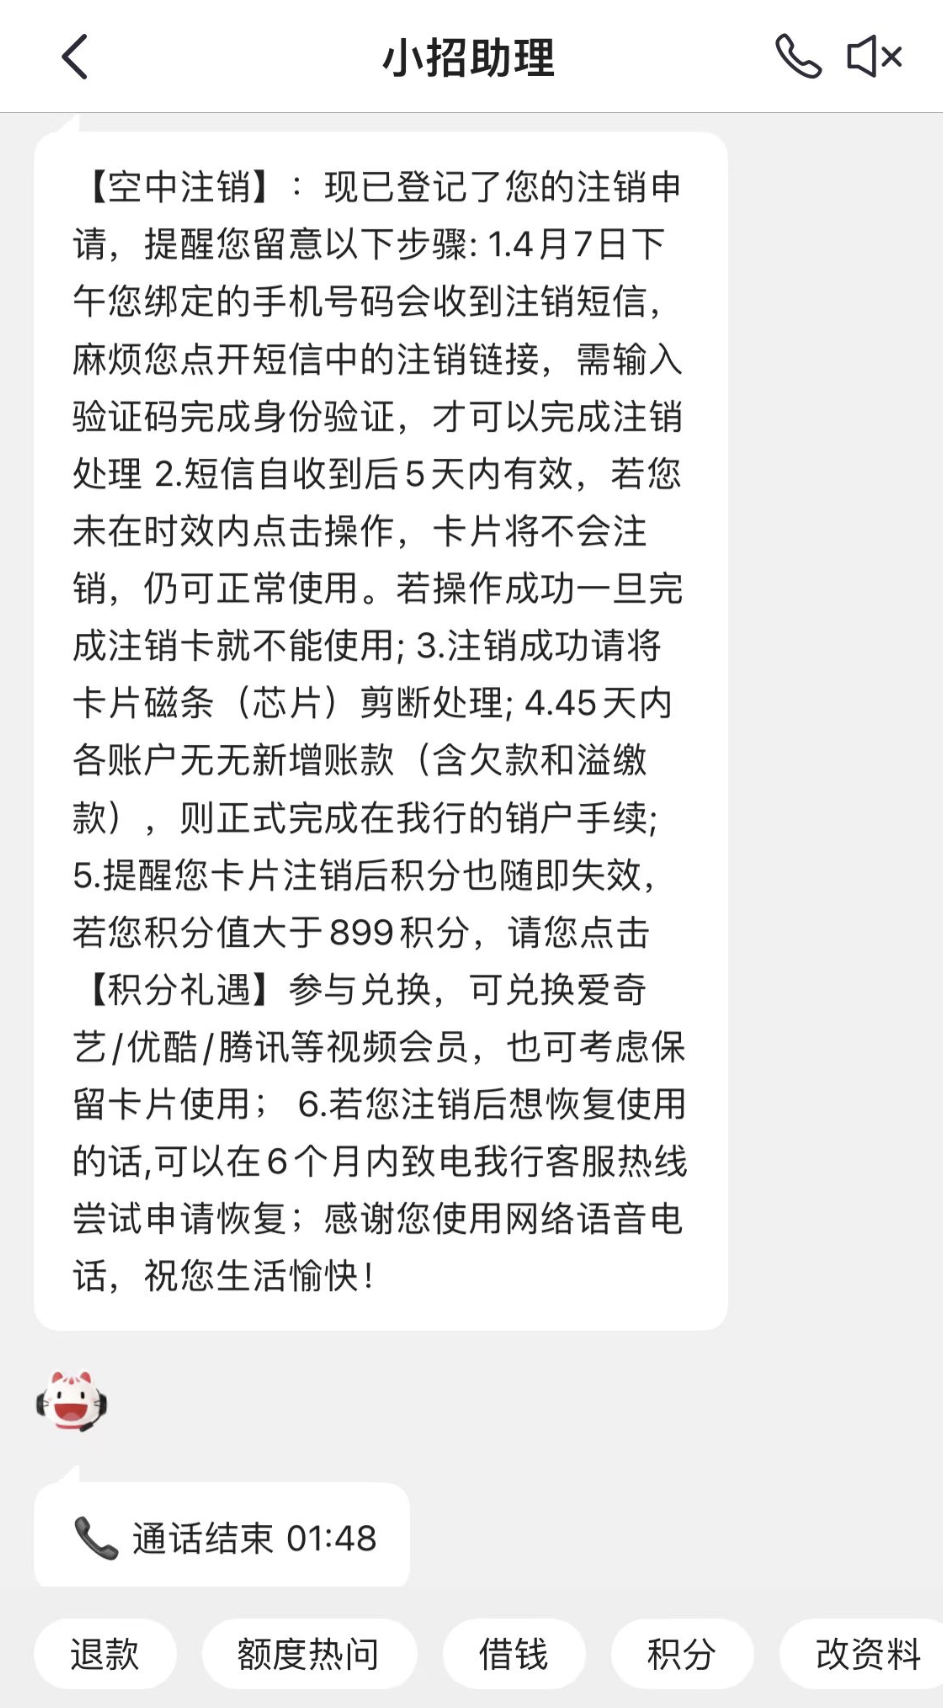 小招助理
【空中注销】：现已登记了您的注销申
请，提醒您留意以下步骤: 1.4月7日下
午您绑定的手机号码会收到注销短信，
麻烦您点开短信中的注销链接，需输入
验证码完成身份验证，才可以完成注销
处理 2.短信自收到后5天内有效，若您
未在时效内点击操作，卡片将不会注
销，仍可正常使用。若操作成功一旦完
成注销卡就不能使用; 3.注销成功请将
卡片磁条（芯片）剪断处理; 4.45天内
各账户无无新增账款（含欠款和溢缴
款），则正式完成在我行的销户手续;
5.提醒您卡片注销后积分也随即失效，
若您积分值大于899积分，请您点击
【积分礼遇】参与兑换，可兑换爱奇
艺/优酷/腾讯等视频会员，也可考虑保
留卡片使用； 6.若您注销后想恢复使用
的话,可以在6个月内致电我行客服热线
尝试申请恢复；感谢您使用网络语音电
话，祝您生活愉快！
通话结束 01:48
退款 额度热问 借钱 积分 改资料